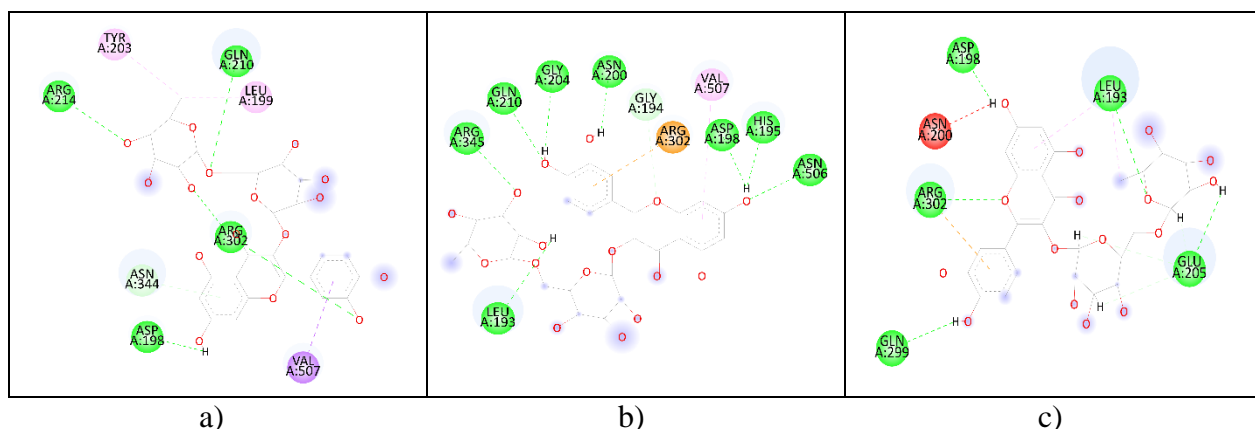 TYR
A:203
GLN
A:210
ARG
A:214
LEU
A:199
O
O
O
O
O
O
O
O
O
ARG
A:302
O
ASN
A:344
O
O
O
ASP
A:198
O
H
VAL
A:507
a)
ASN
A:200
GLY
A:204
GLN
A:210
VAL
A:507
GLY
A:194
ARG
A:345
ARG
A:302
ASP
A:198
HIS
A:195
ASN
A:506
O
H
H
O
H
O
O
O
O
O
H
O
O
O
O
O
O
LEU
A:193
O
O
O
b)
ASP
A:198
LEU
A:193
ASN
A:200
H
O
O
O
O
O
H
ARG
A:302
O
O
O
H
H
O
O
O
GLU
A:205
O
H
O
O
O
H
O
GLN
A:299
c)